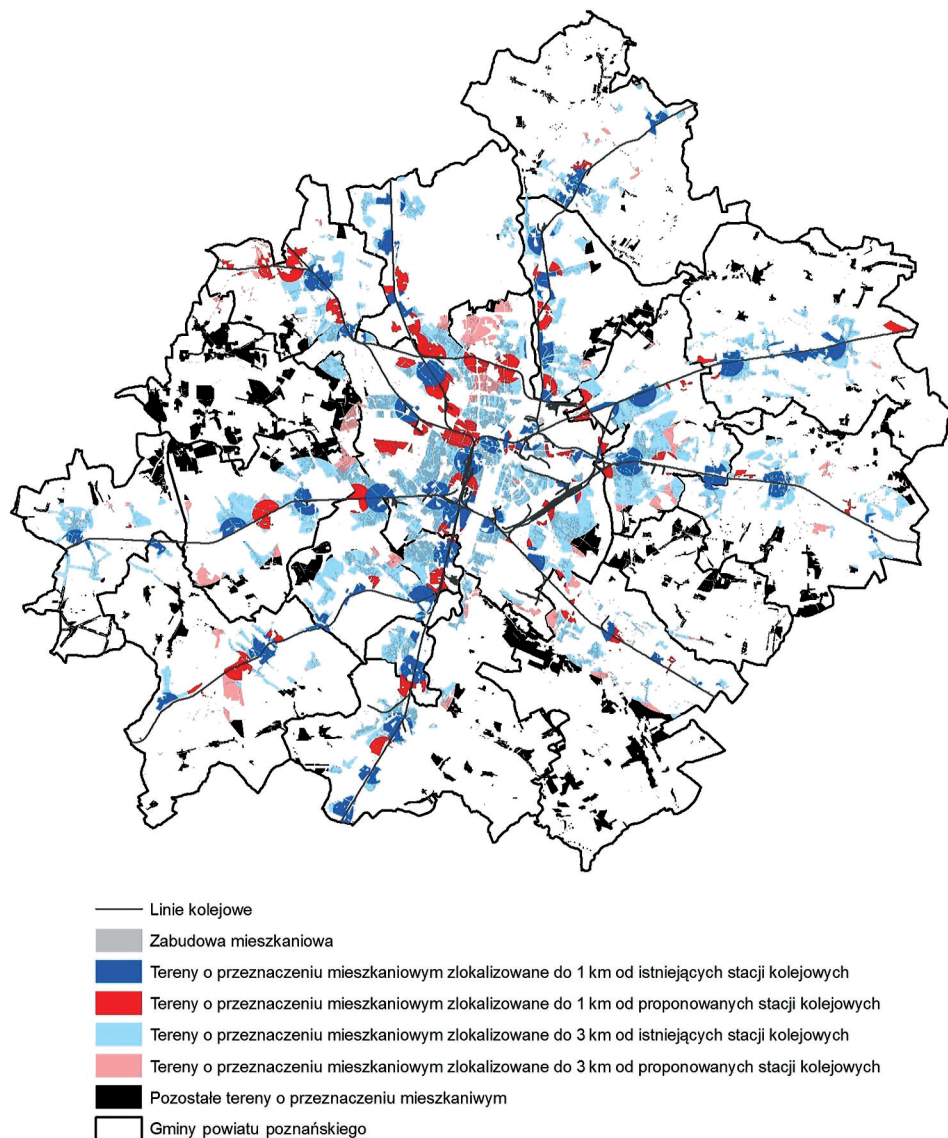 Linie kolejowe
Zabudowa mieszkaniowa
Tereny o przeznaczeniu mieszkaniowym zlokalizowane do 1 km od istniejących stacji kolejowych
Tereny o przeznaczeniu mieszkaniowym zlokalizowane do 1 km od proponowanych stacji kolejowych
Tereny o przeznaczeniu mieszkaniowym zlokalizowane do 3 km od istniejących stacji kolejowych
Tereny o przeznaczeniu mieszkaniowym zlokalizowane do 3 km od proponowanych stacji kolejowych
Pozostałe tereny o przeznaczeniu mieszkaniwym
Gminy powiatu poznańskiego